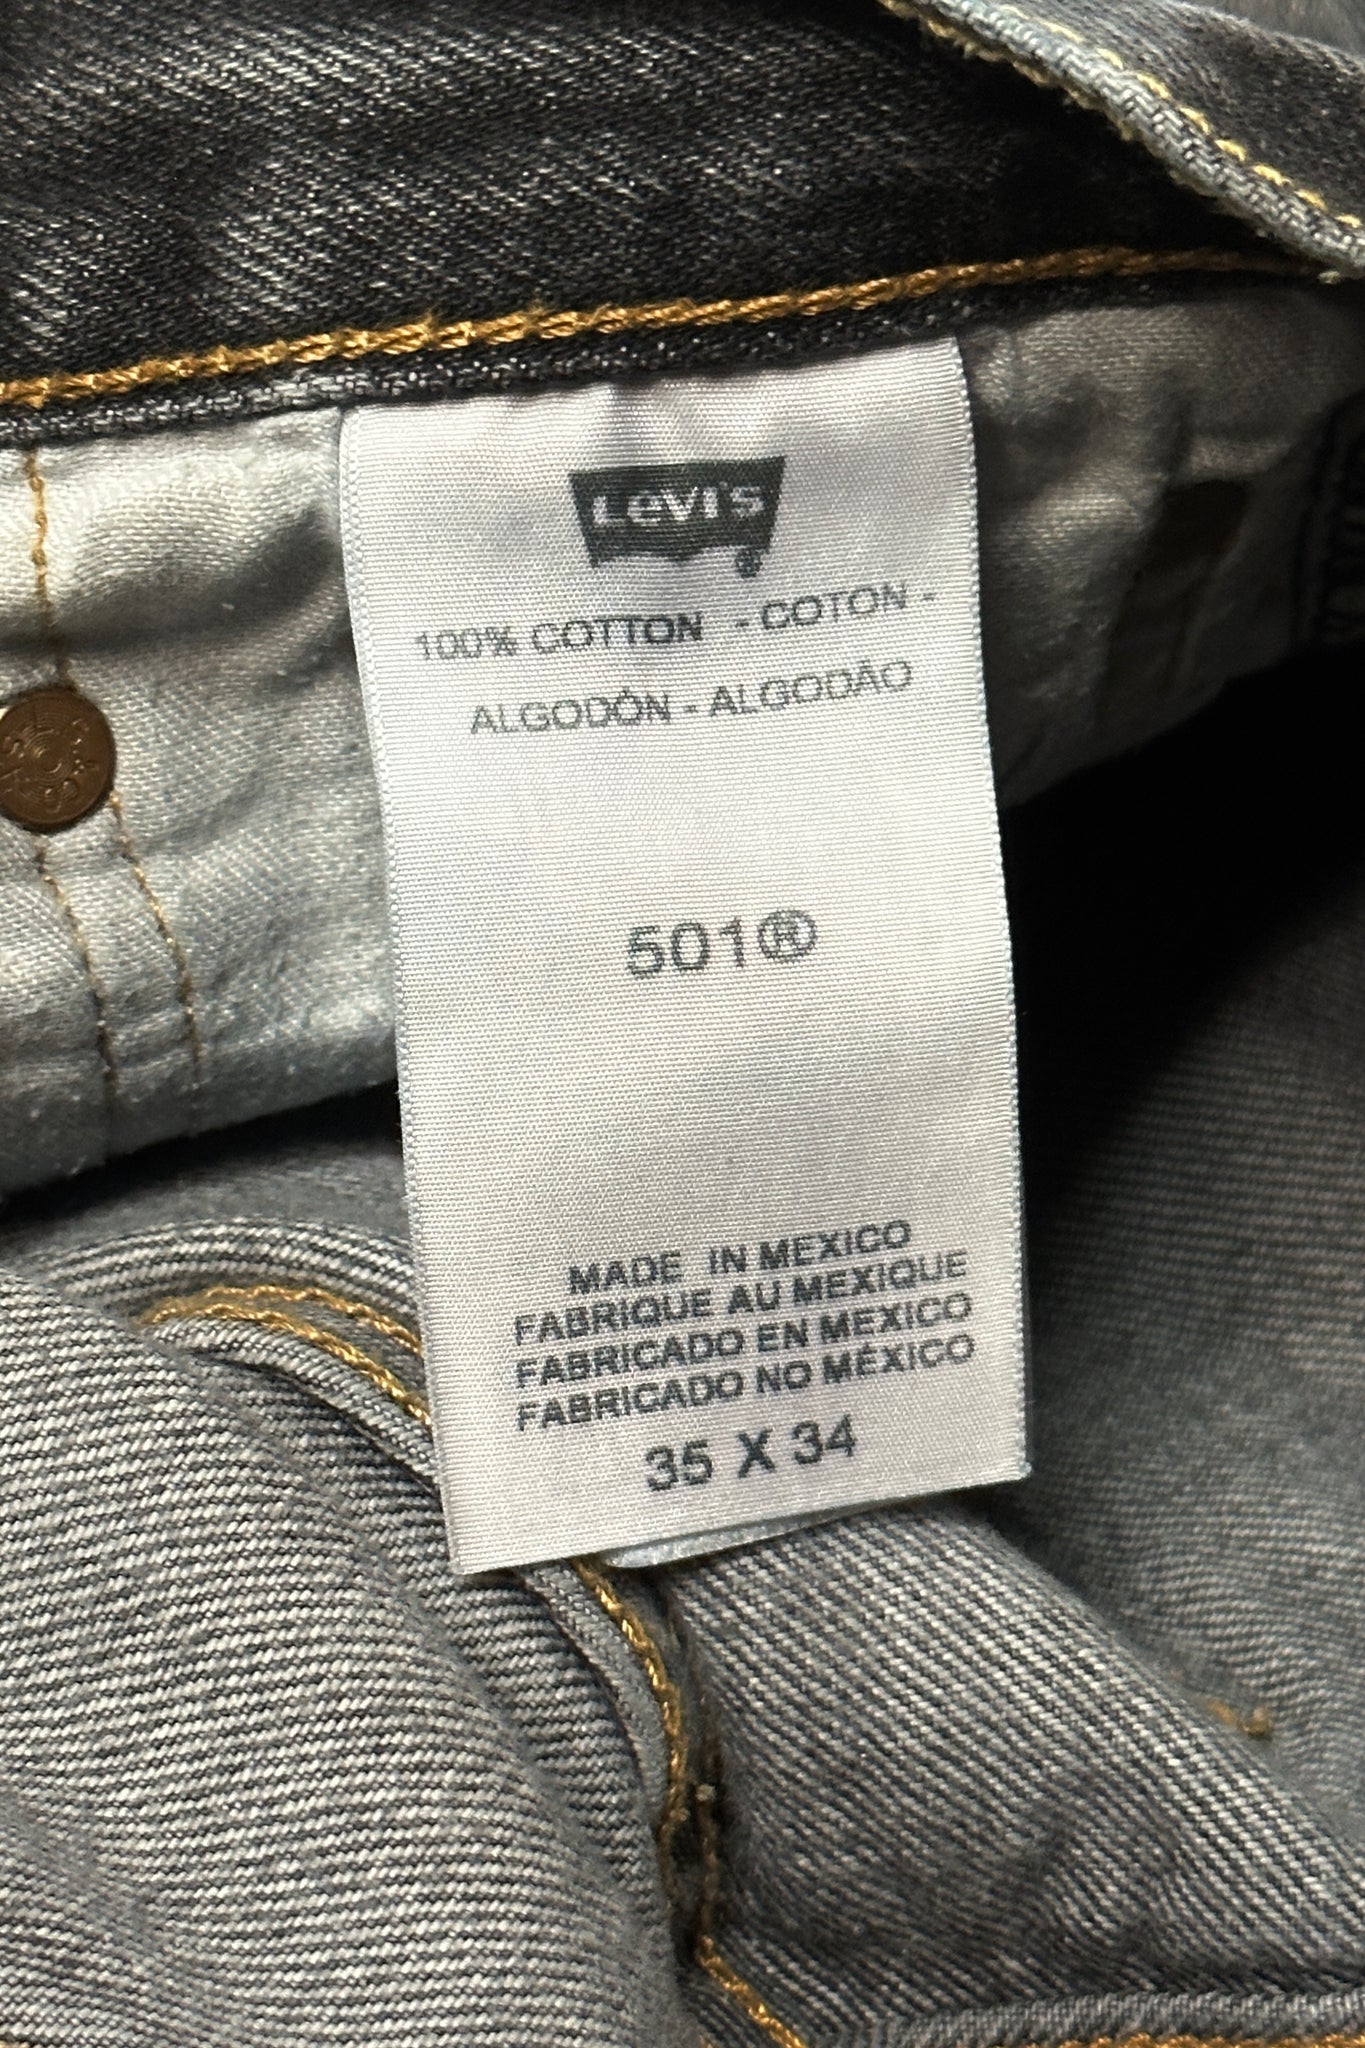 LEVI'S
®
100% COTTON - COTON -
ALGODÓN - ALGODÃO
501®
MADE IN MEXICO
FABRIQUE AU MEXIQUE
FABRICADO EN MEXICO
FABRICADO NO MÉXICO
35 X 34